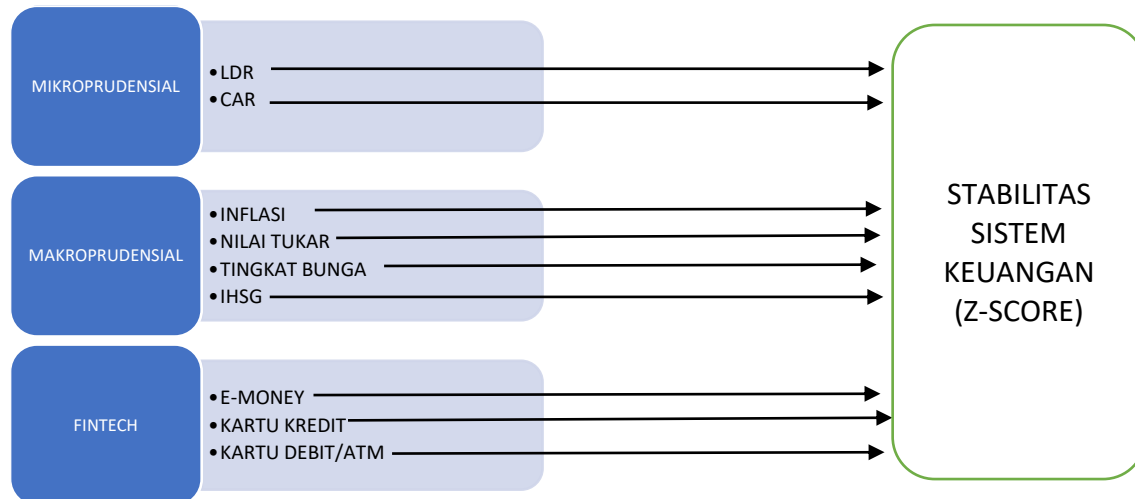 MIKROPRUDENSIAL
•LDR
•CAR
MAKROPRUDENSIAL
•INFLASI
•NILAI TUKAR
•TINGKAT BUNGA
•IHSG
FINTECH
•E-MONEY
•KARTU KREDIT
•KARTU DEBIT/ATM
STABILITAS
SISTEM
KEUANGAN
(Z-SCORE)